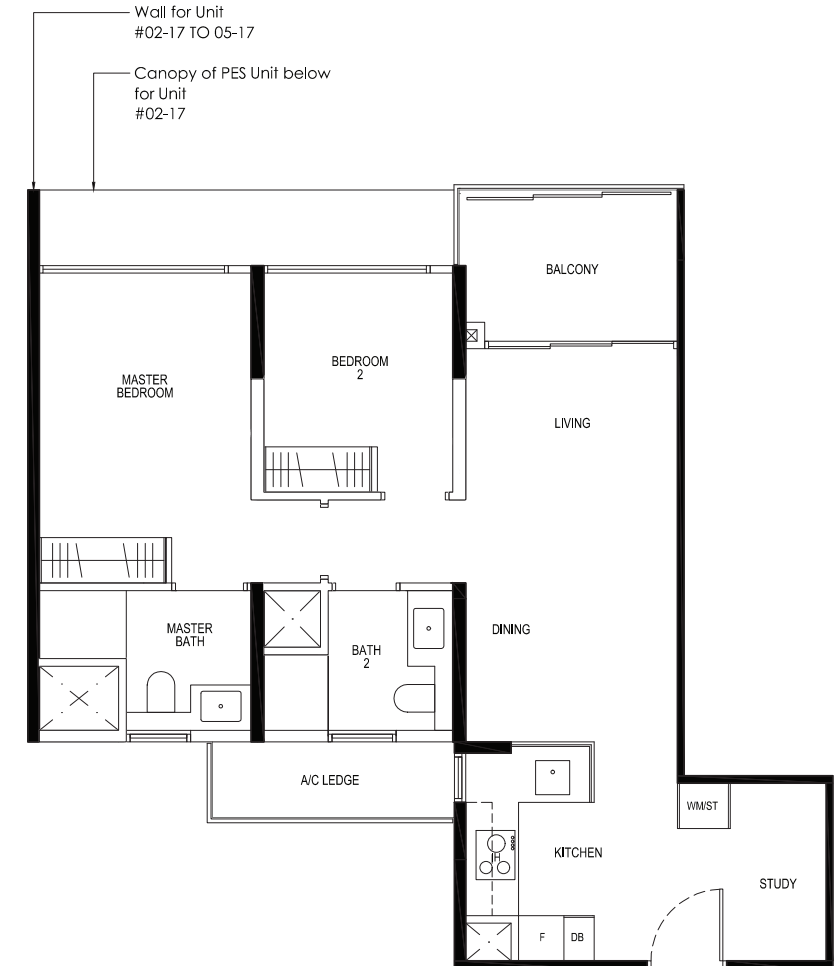 Wall for Unit
#02-17 TO 05-17
Canopy of PES Unit below
for Unit
#02-17
BALCONY
MASTER
BEDROOM
BEDROOM
2
LIVING
MASTER
BATH
BATH
2
DINING
A/C LEDGE
WM/ST
IH
KITCHEN
STUDY
F
DB